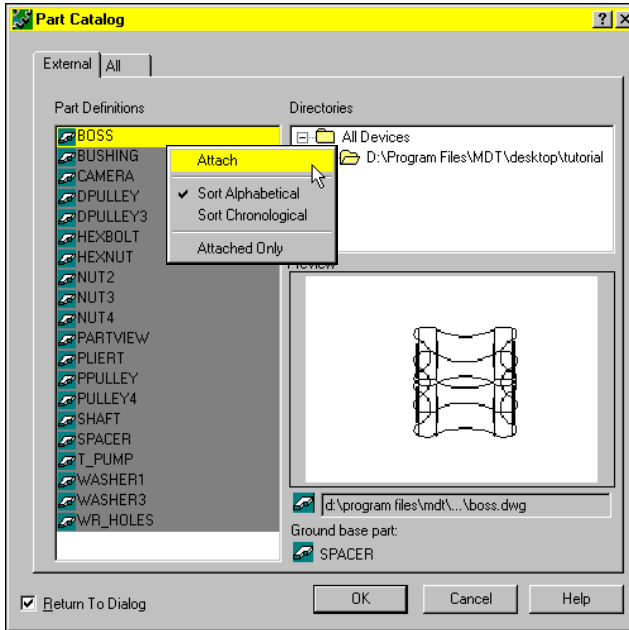 Part Catalog
External
All
Part Definitions
BOSS
BUSHING
CAMERA
DPULLEY
DPULLEY3
HEXBOLT
HEXNUT
NUT2
NUT3
NUT4
PARTVIEW
PLIERT
PPULLEY
PULLEY4
SHAFT
SPACER
T_PUMP
WASHER1
WASHER3
WR_HOLES
Attach
Sort Alphabetical
Sort Chronological
Attached Only
Directories
All Devices
D:\Program Files\MDT\desktop\tutorial
Preview
d:\program files\mdt\...\boss.dwg
Ground base part:
SPACER
Return To Dialog
OK
Cancel
Help